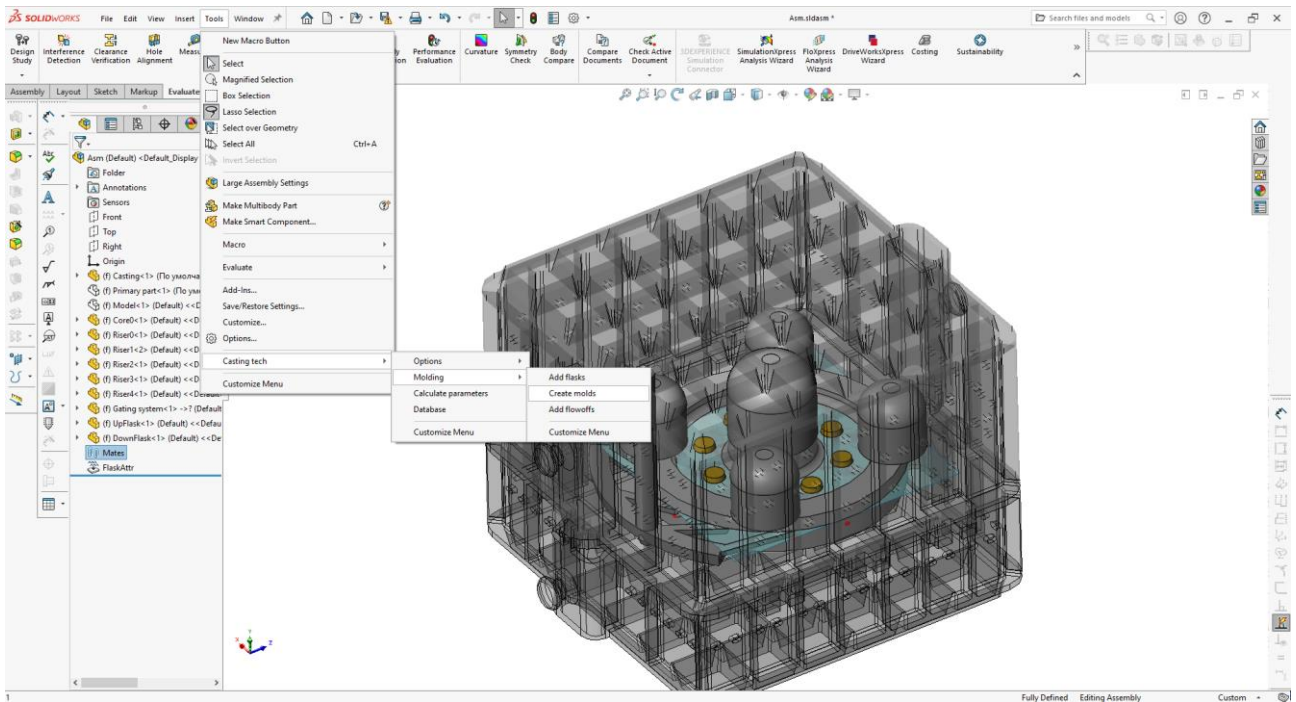 SOLIDWORKS File Edit View Insert Tools Window Asm.sldasm * Search files and models
Design Study
Interference Detection
Clearance Verification
Hole Alignment
Performance Evaluation
Curvature
Symmetry Check
Body Compare
Compare Documents
Check Active Document
3DEXPERIENCE Simulation Connector
SimulationXpress Analysis Wizard
FloXpress Analysis Wizard
DriveWorksXpress Wizard
Costing
Sustainability
Assembly Layout Sketch Markup Evaluate
New Macro Button
Select
Magnified Selection
Box Selection
Lasso Selection
Select over Geometry
Select All Ctrl+A
Invert Selection
Large Assembly Settings
Make Multibody Part
Make Smart Component...
Macro
Evaluate
Add-Ins...
Save/Restore Settings...
Customize...
Options...
Casting tech
Customize Menu
Options
Molding
Calculate parameters
Database
Customize Menu
Add flasks
Create molds
Add flowoffs
Customize Menu
Asm (Default) <Default_Display
Folder
Annotations
Sensors
Front
Top
Right
Origin
(f) Casting<1> (По умолча
(f) Primary part<1> (По умо
(f) Model<1> (Default) <<D
(f) Core0<1> (Default) <<D
(f) Riser0<1> (Default) <<D
(f) Riser1<2> (Default) <<D
(f) Riser2<1> (Default) <<D
(f) Riser3<1> (Default) <<D
(f) Riser4<1> (Default) <<Default
(f) Gating system<1> ->? (Default
(f) UpFlask<1> (Default) <<Defau
(f) DownFlask<1> (Default) <<De
Mates
FlaskAttr
1 Fully Defined Editing Assembly Custom